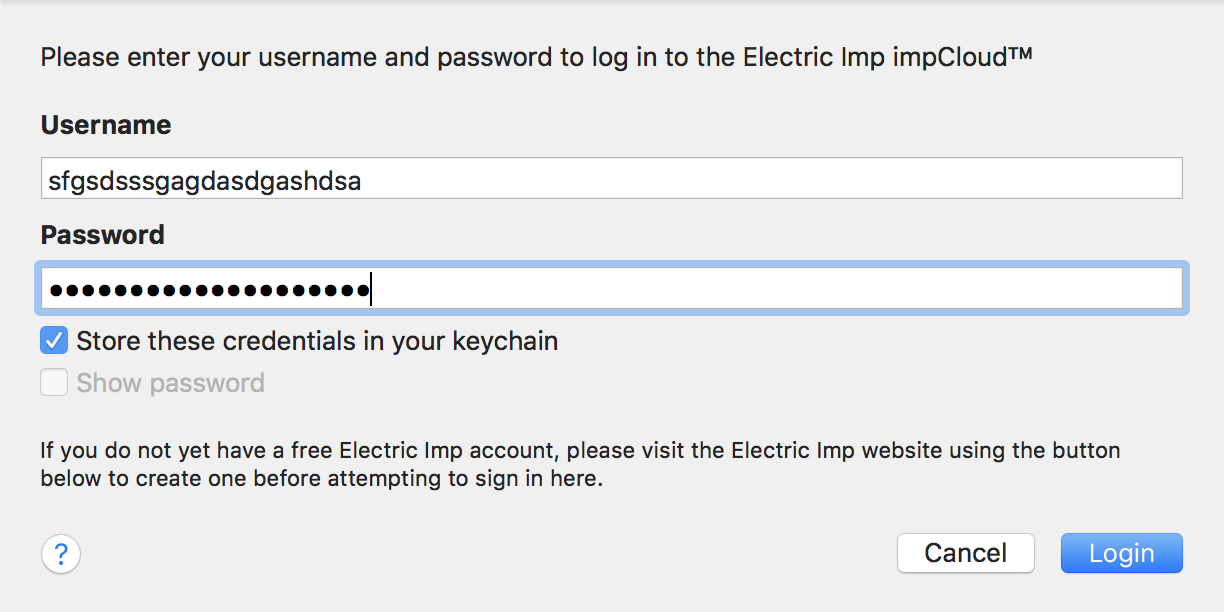 Please enter your username and password to log in to the Electric Imp impCloud™
Username
sfgsdsssgagdasdgashdsa
Password
●●●●●●●●●●●●●●●●●●●●
Store these credentials in your keychain
Show password
If you do not yet have a free Electric Imp account, please visit the Electric Imp website using the button
below to create one before attempting to sign in here.
? Cancel Login